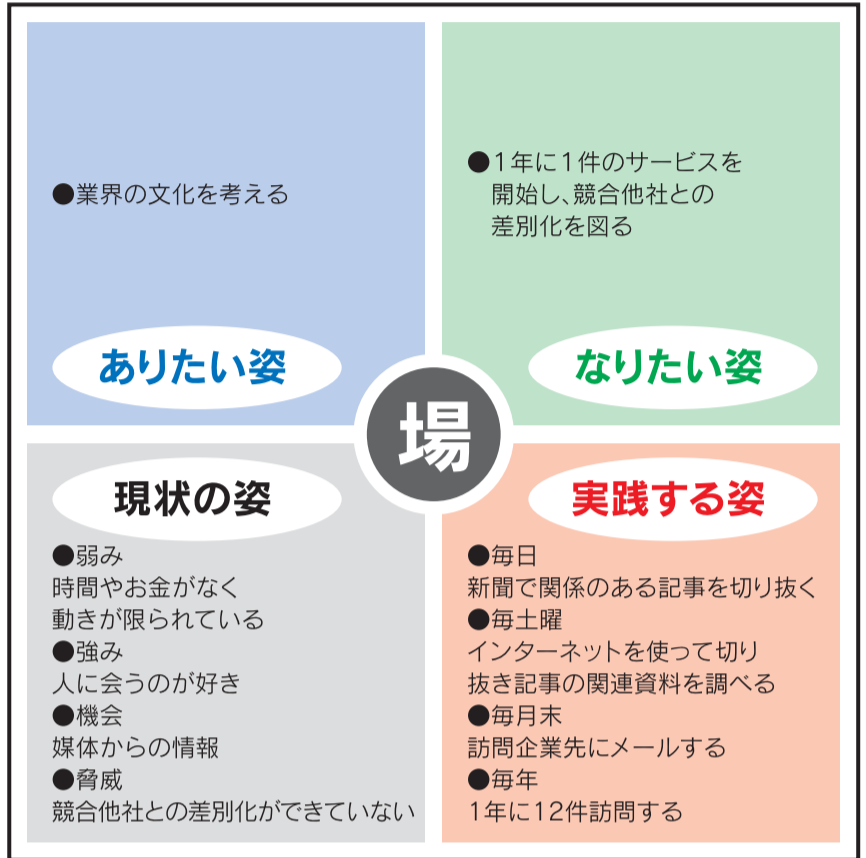 ●業界の文化を考える
ありたい姿
●1年に1件のサービスを
開始し、競合他社との
差別化を図る
なりたい姿
場
現状の姿
●弱み
時間やお金がなく
動きが限られている
●強み
人に会うのが好き
●機会
媒体からの情報
●脅威
競合他社との差別化ができていない
実践する姿
●毎日
新聞で関係のある記事を切り抜く
●毎土曜
インターネットを使って切り
抜き記事の関連資料を調べる
●毎月末
訪問企業先にメールする
●毎年
1年に12件訪問する